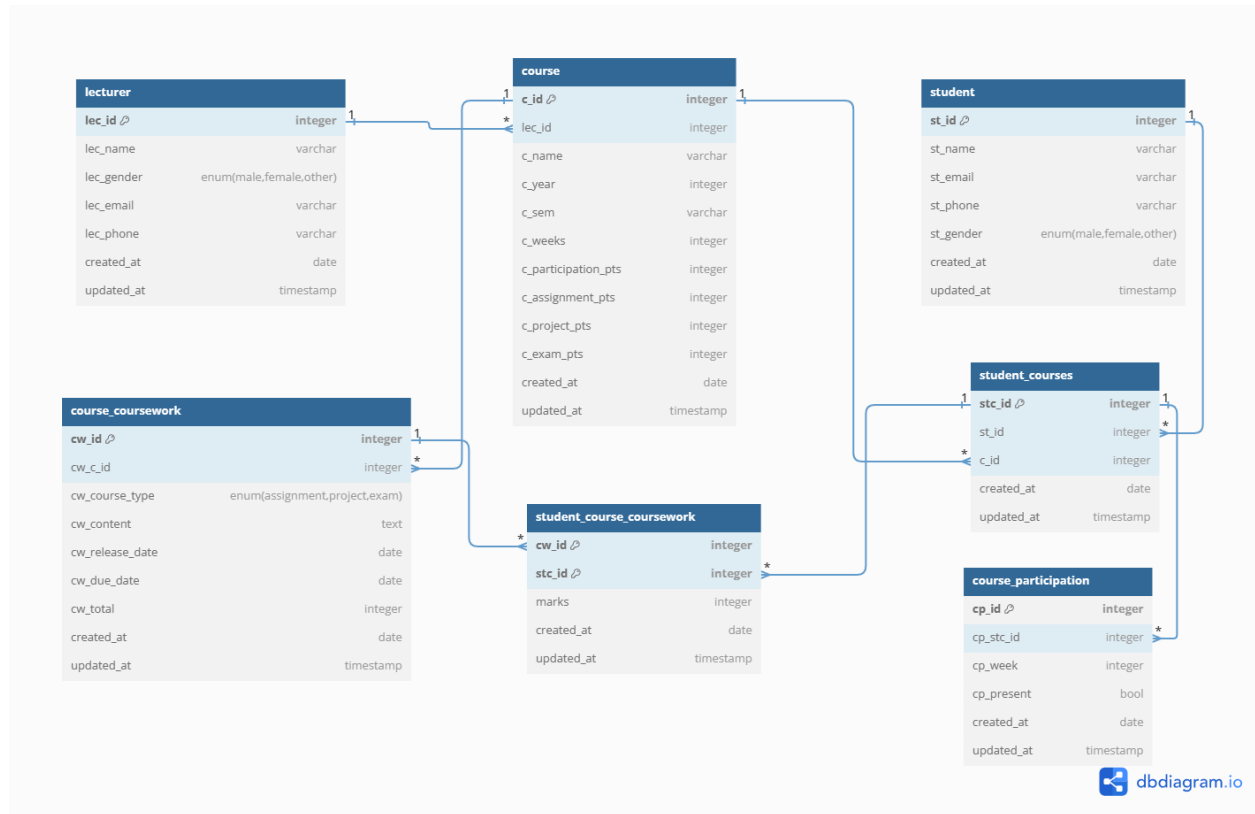 lecturer
lec_id integer
lec_name varchar
lec_gender enum(male,female,other)
lec_email varchar
lec_phone varchar
created_at date
updated_at timestamp
1
*
course
1
c_id integer
1
lec_id integer
c_name varchar
c_year integer
c_sem varchar
c_weeks integer
c_participation_pts integer
c_assignment_pts integer
c_project_pts integer
c_exam_pts integer
created_at date
updated_at timestamp
student
st_id integer
1
st_name varchar
st_email varchar
st_phone varchar
st_gender enum(male,female,other)
created_at date
updated_at timestamp
course_coursework
cw_id integer
1
cw_c_id integer
*
cw_course_type enum(assignment,project,exam)
cw_content text
cw_release_date date
cw_due_date date
cw_total integer
created_at date
updated_at timestamp
student_course_coursework
*
cw_id integer
stc_id integer
*
marks integer
created_at date
updated_at timestamp
student_courses
1
stc_id integer
1
st_id integer
*
*
c_id integer
created_at date
updated_at timestamp
course_participation
cp_id integer
cp_stc_id integer
*
cp_week integer
cp_present bool
created_at date
updated_at timestamp
dbdiagram.io